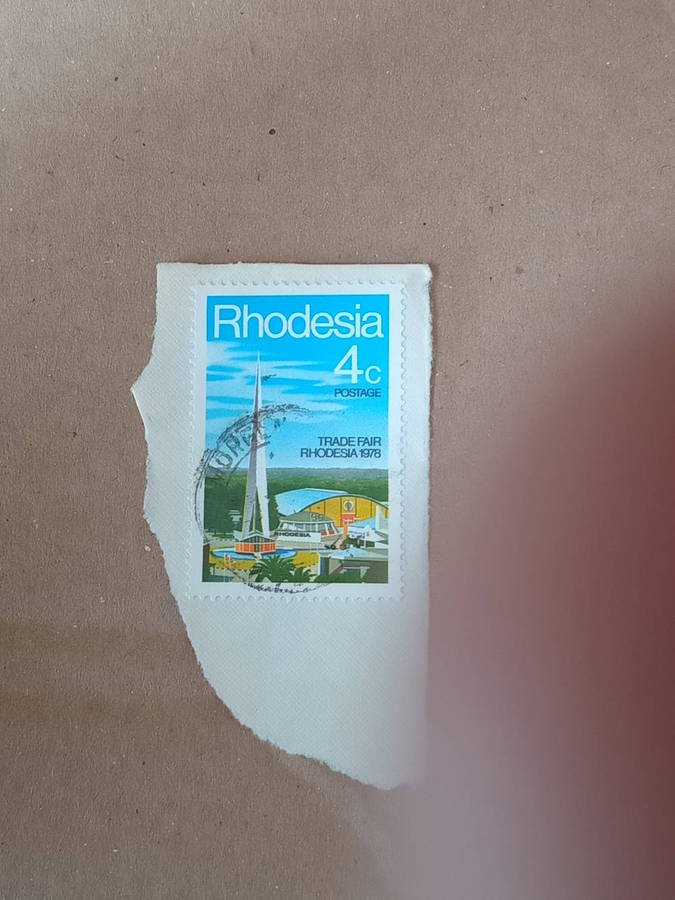 Rhodesia
4c
POSTAGE
TRADE FAIR
RHODESIA 1978
RHODESIA